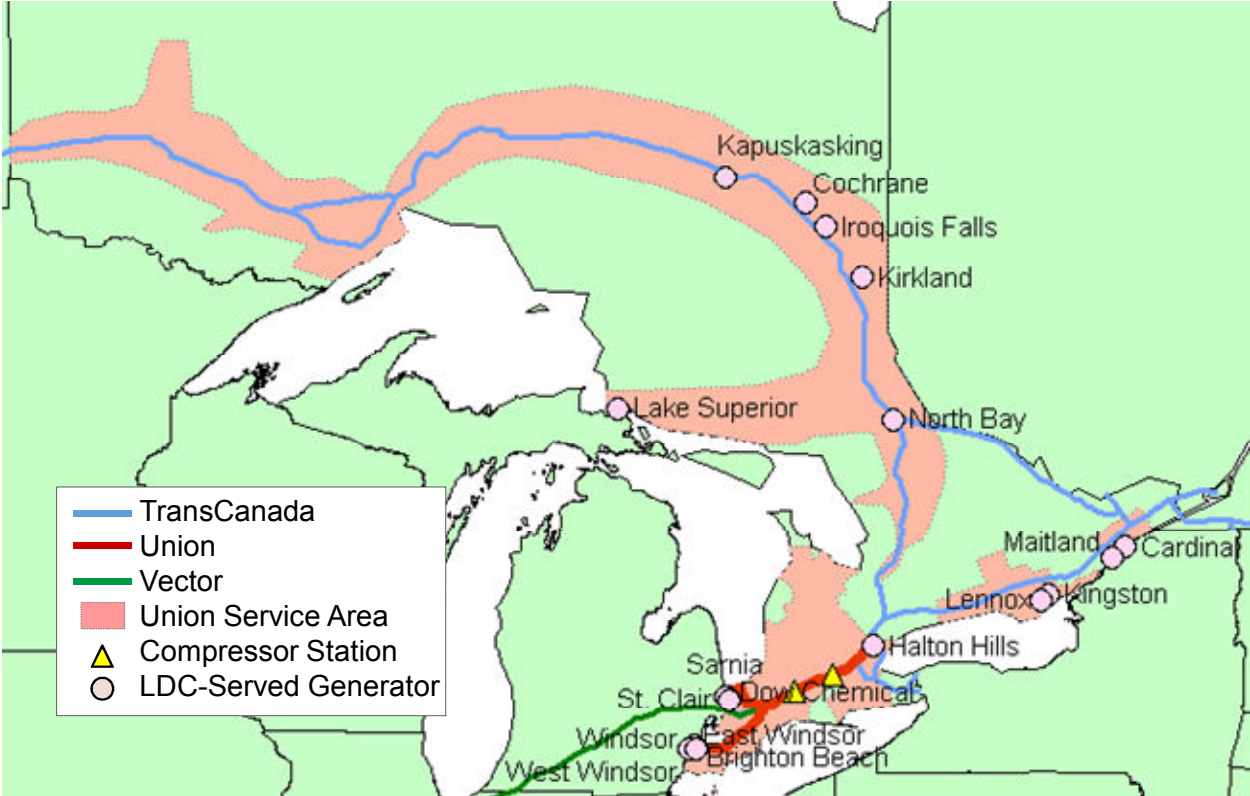 Kapuskasking
Cochrane
Iroquois Falls
Kirkland
Lake Superior
North Bay
TransCanada
Union
Vector
Union Service Area
Compressor Station
LDC-Served Generator
Maitland
Cardinal
Lennox
Kingston
Halton Hills
Sarnia
St. Clair
Dow Chemical
Windsor
East Windsor
Brighton Beach
West Windsor